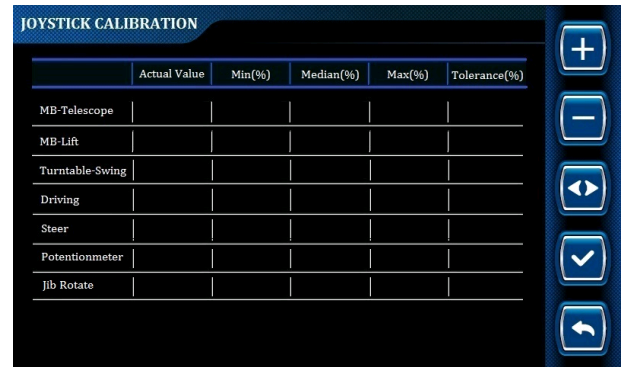 JOYSTICK CALIBRATION
Actual Value Min(%) Median(%) Max(%) Tolerance(%)
MB-Telescope
MB-Lift
Turntable-Swing
Driving
Steer
Potentionmeter
Jib Rotate